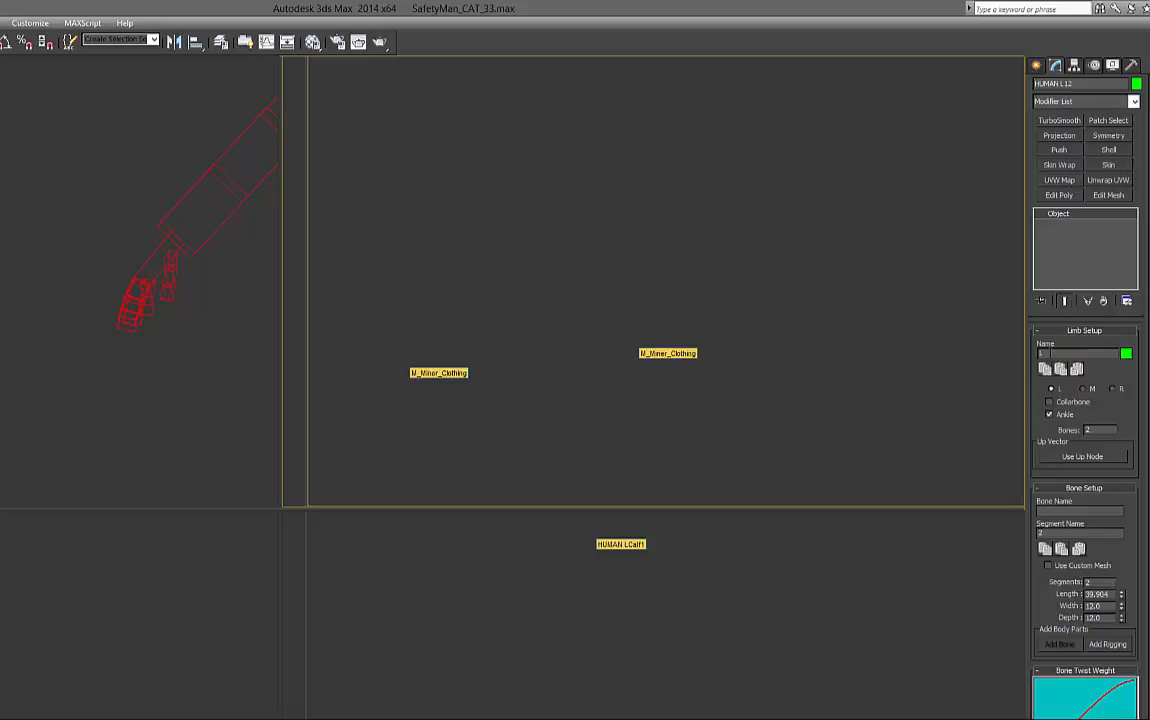 Autodesk 3ds Max 2014 x64 SafetyMan_CAT_33.max
Type a keyword or phrase
Customize MAXScript Help
Create Selection Se
HUMAN L12
Modifier List
TurboSmooth Patch Select
Projection Symmetry
Push Shell
Skin Wrap Skin
UVW Map Unwrap UVW
Edit Poly Edit Mesh
Object
- Limb Setup
Name
L
L M R
Collarbone
Ankle
Bones: 2
Up Vector
Use Up Node
- Bone Setup
Bone Name
Segment Name
2
Use Custom Mesh
Segments: 2
Length : 39.904
Width : 12.0
Depth : 12.0
Add Body Parts
Add Bone Add Rigging
- Bone Twist Weight
M_Miner_Clothing
M_Miner_Clothing
HUMAN LCalf1